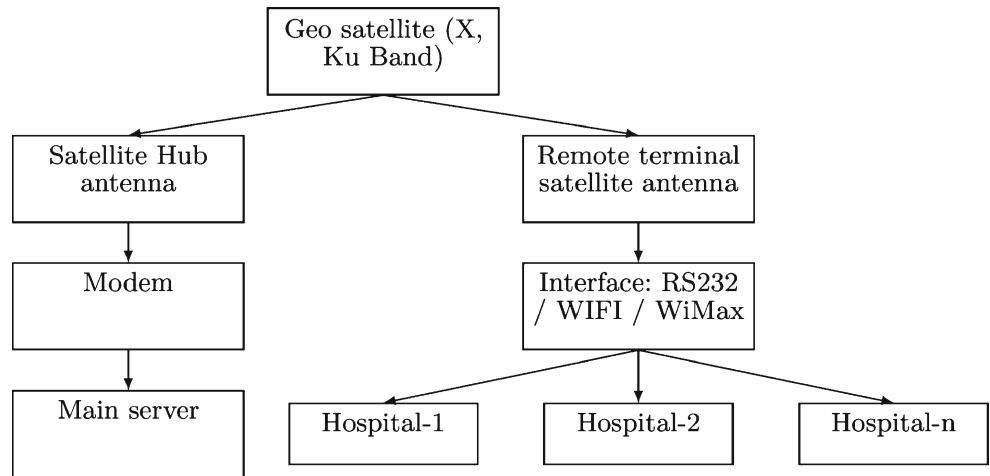 Geo satellite (X,
Ku Band)
Satellite Hub
antenna
Remote terminal
satellite antenna
Modem
Interface: RS232
/ WIFI / WiMax
Main server
Hospital-1
Hospital-2
Hospital-n